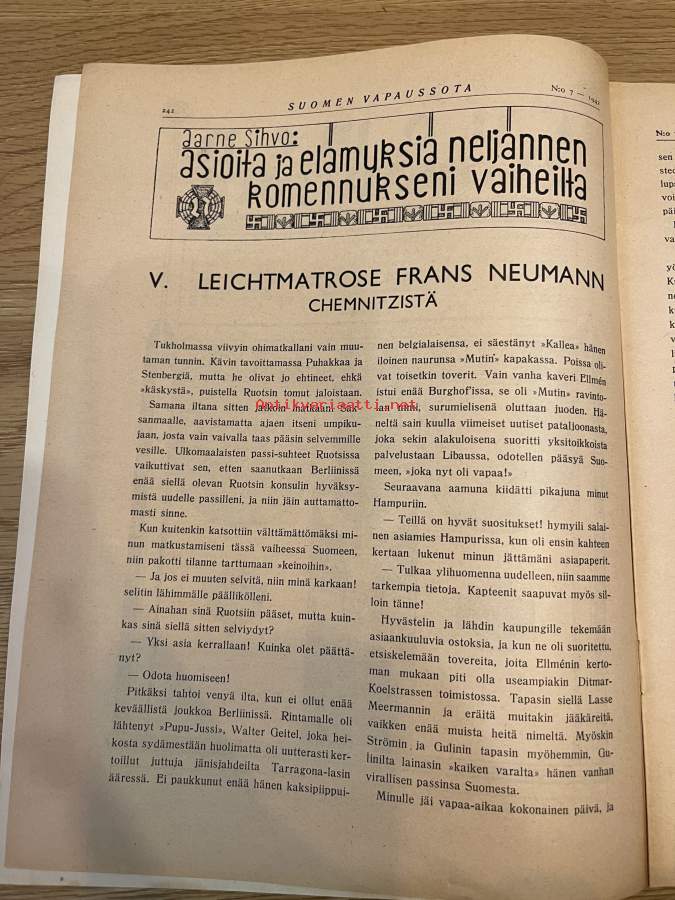 242
SUOMEN VAPAUSSOTA
N:o 7 — 1942
Aarne Sihvo:
asioita ja elämyksiä neljännen
komennukseni vaiheilta
V. LEICHTMATROSE FRANS NEUMANN
CHEMNITZISTÄ
Tukholmassa viivyin ohimatkallani vain muu-
taman tunnin. Kävin tavoittamassa Puhakkaa ja
Stenbergiä, mutta he olivat jo ehtineet, ehkä
»käskystä», puistella Ruotsin tomut jaloistaan.
Samana iltana sitten jatkoin matkaani Sak-
sanmaalle, aavistamatta ajaen itseni umpiku-
jaan, josta vain vaivalla taas pääsin selvemmille
vesille. Ulkomaalaisten passi-suhteet Ruotsissa
vaikuttivat sen, etten saanutkaan Berliinissä
enää siellä olevan Ruotsin konsulin hyväksy-
mistä uudelle passilleni, ja niin jäin auttamatto-
masti sinne.
Kun kuitenkin katsottiin välttämättömäksi mi-
nun matkustamiseni tässä vaiheessa Suomeen,
niin pakotti tilanne tarttumaan »keinoihin».
— Ja jos ei muuten selvitä, niin minä karkaan!
selitin lähimmälle päällikölleni.
— Ainahan sinä Ruotsiin pääset, mutta kuin-
kas sinä siellä sitten selviydyt?
— Yksi asia kerrallaan! Kuinka olet päättä-
nyt?
— Odota huomiseen!
Pitkäksi tahtoi venyä ilta, kun ei ollut enää
keväällistä joukkoa Berliinissä. Rintamalle oli
lähtenyt »Pupu-Jussi», Walter Geitel, joka hei-
kosta sydämestään huolimatta oli uutterasti ker-
toillut juttuja jänisjahdeilta Tarragona-lasin
ääressä. Ei paukkunut enää hänen kaksipiippui-
nen belgialaisensa, ei säestänyt »Kallea» hänen
iloinen naurunsa »Mutin» kapakassa. Poissa oli-
vat toisetkin toverit. Vain vanha kaveri Ellmén
istui enää Burghof'issa, se oli »Mutin» ravinto-
lan nimi, surumielisenä oluttaan juoden. Hä-
neltä sain kuulla viimeiset uutiset pataljoonasta,
joka sekin alakuloisena suoritti yksitoikkoista
palvelustaan Libaussa, odotellen pääsyä Suo-
meen, »joka nyt oli vapaa!»
Seuraavana aamuna kiidätti pikajuna minut
Hampuriin.
— Teillä on hyvät suositukset! hymyili salai-
nen asiamies Hampurissa, kun oli ensin kahteen
kertaan lukenut minun jättämäni asiapaperit.
— Tulkaa ylihuomenna uudelleen, niin saamme
tarkempia tietoja. Kapteenit saapuvat myös sil-
loin tänne!
Hyvästelin ja lähdin kaupungille tekemään
asiaankuuluvia ostoksia, ja kun ne oli suoritettu,
etsiskelemään tovereita, joita Ellménin kerto-
man mukaan piti olla useampiakin Ditmar-
Koelstrassen toimistossa. Tapasin siellä Lasse
Meermannin ja eräitä muitakin jääkäreitä,
vaikken enää muista heitä nimeltä. Myöskin
Strömin ja Gulinin tapasin myöhemmin, Gu-
linilta lainasin »kaiken varalta» hänen vanhan
virallisen passinsa Suomesta.
Minulle jäi vapaa-aikaa kokonainen päivä, ja
Antikvariaatti.net
N:o
sen
sted
lup
voi
päi
va
yö
K
n
k